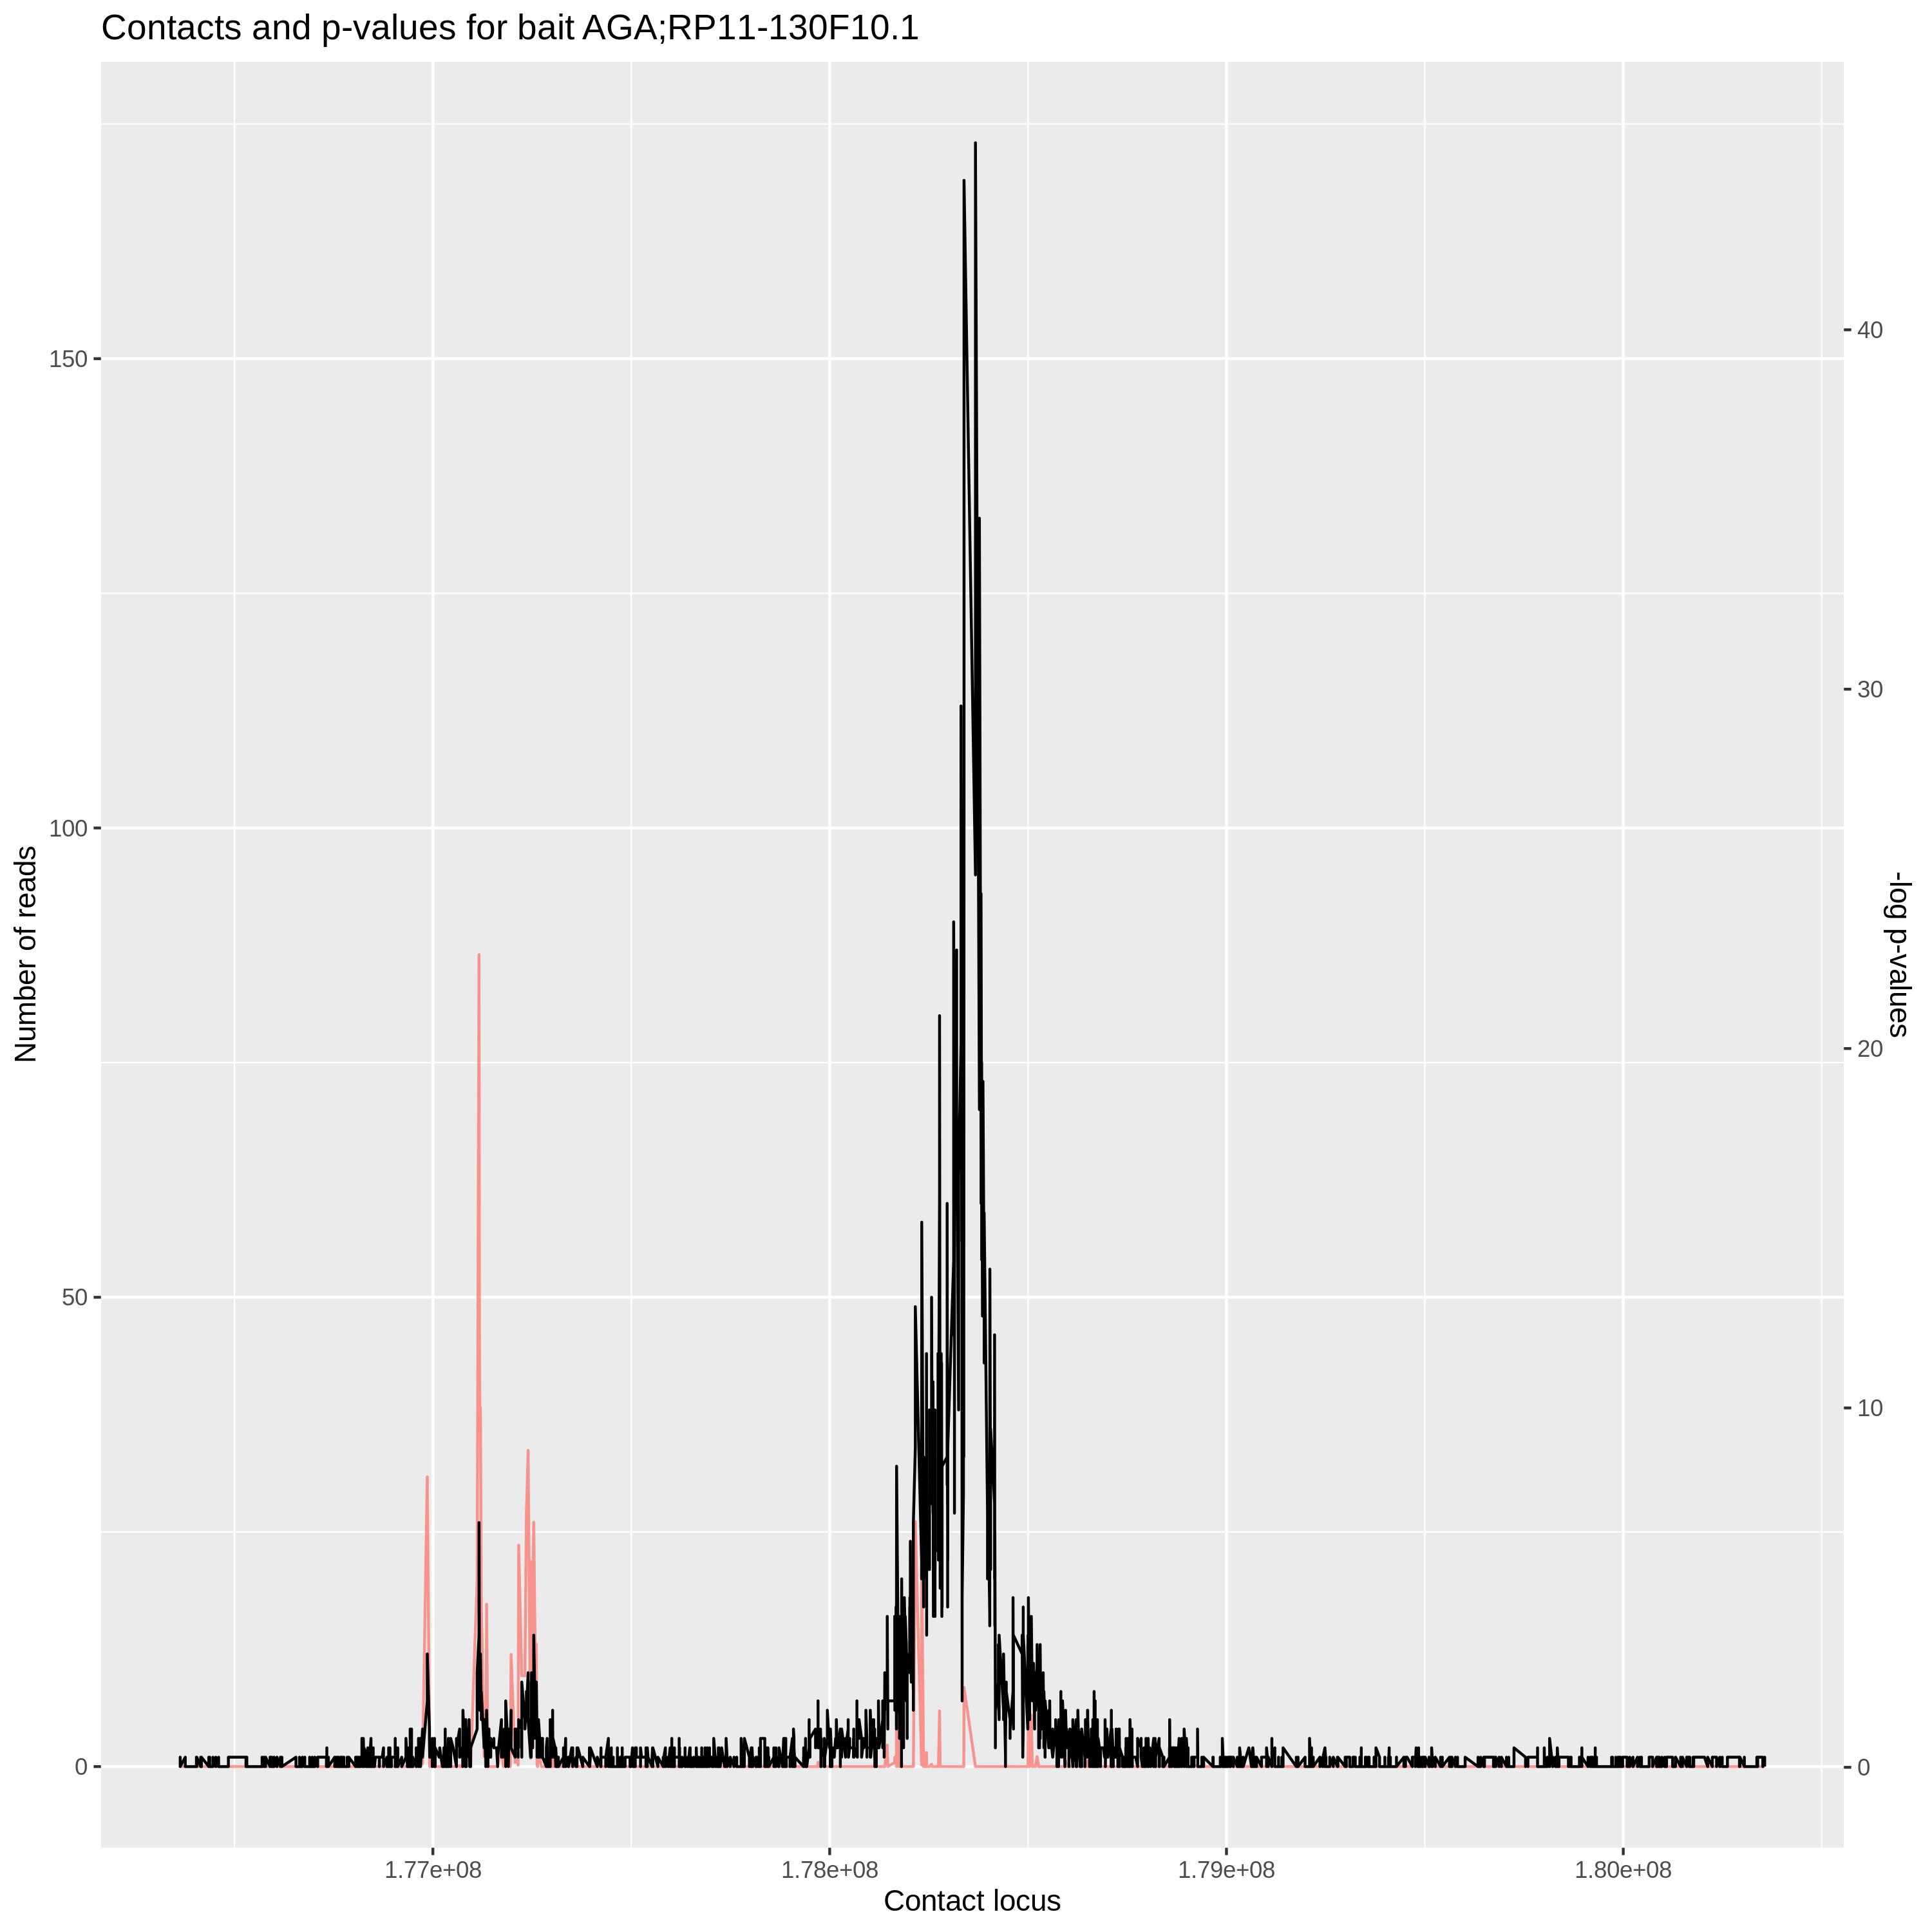 Contacts and p-values for bait AGA;RP11-130F10.1
150
100
50
0
Number of reads
40
30
20
10
0
-log p-values
1.77e+08
1.78e+08
1.79e+08
1.80e+08
Contact locus